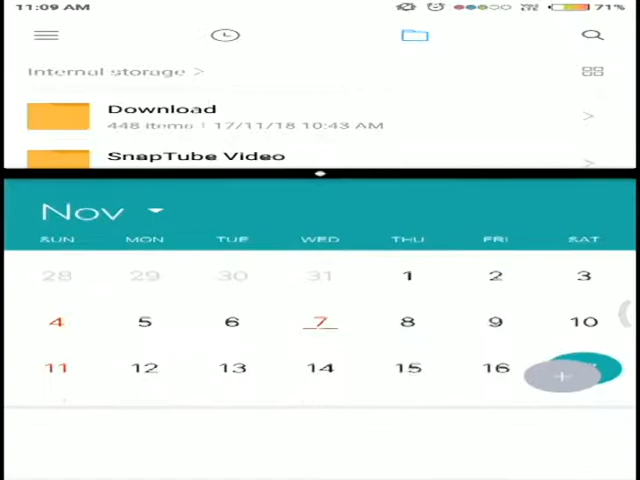 11:09 AM 71%
Internal storage >
Download
448 items | 17/11/18 10:43 AM >
SnapTube Video >
Nov
SUN MON TUE WED THU FRI SAT
28 29 30 31 1 2 3
4 5 6 7 8 9 10
11 12 13 14 15 16
+